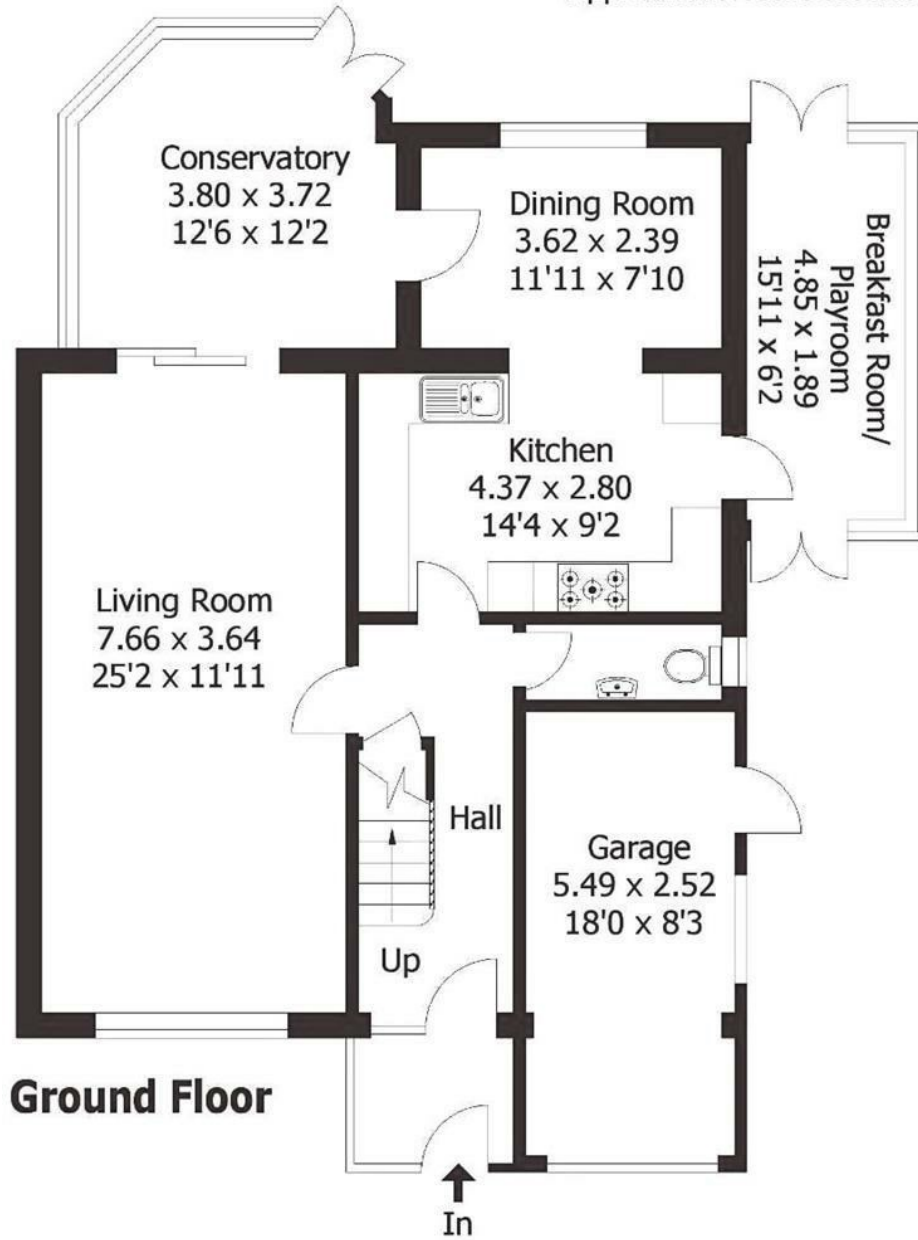 Conservatory
3.80 x 3.72
12'6 x 12'2
Dining Room
3.62 x 2.39
11'11 x 7'10
Breakfast Room/
Playroom
4.85 x 1.89
15'11 x 6'2
Kitchen
4.37 x 2.80
14'4 x 9'2
Living Room
7.66 x 3.64
25'2 x 11'11
Hall
Garage
5.49 x 2.52
18'0 x 8'3
Up
Ground Floor
In